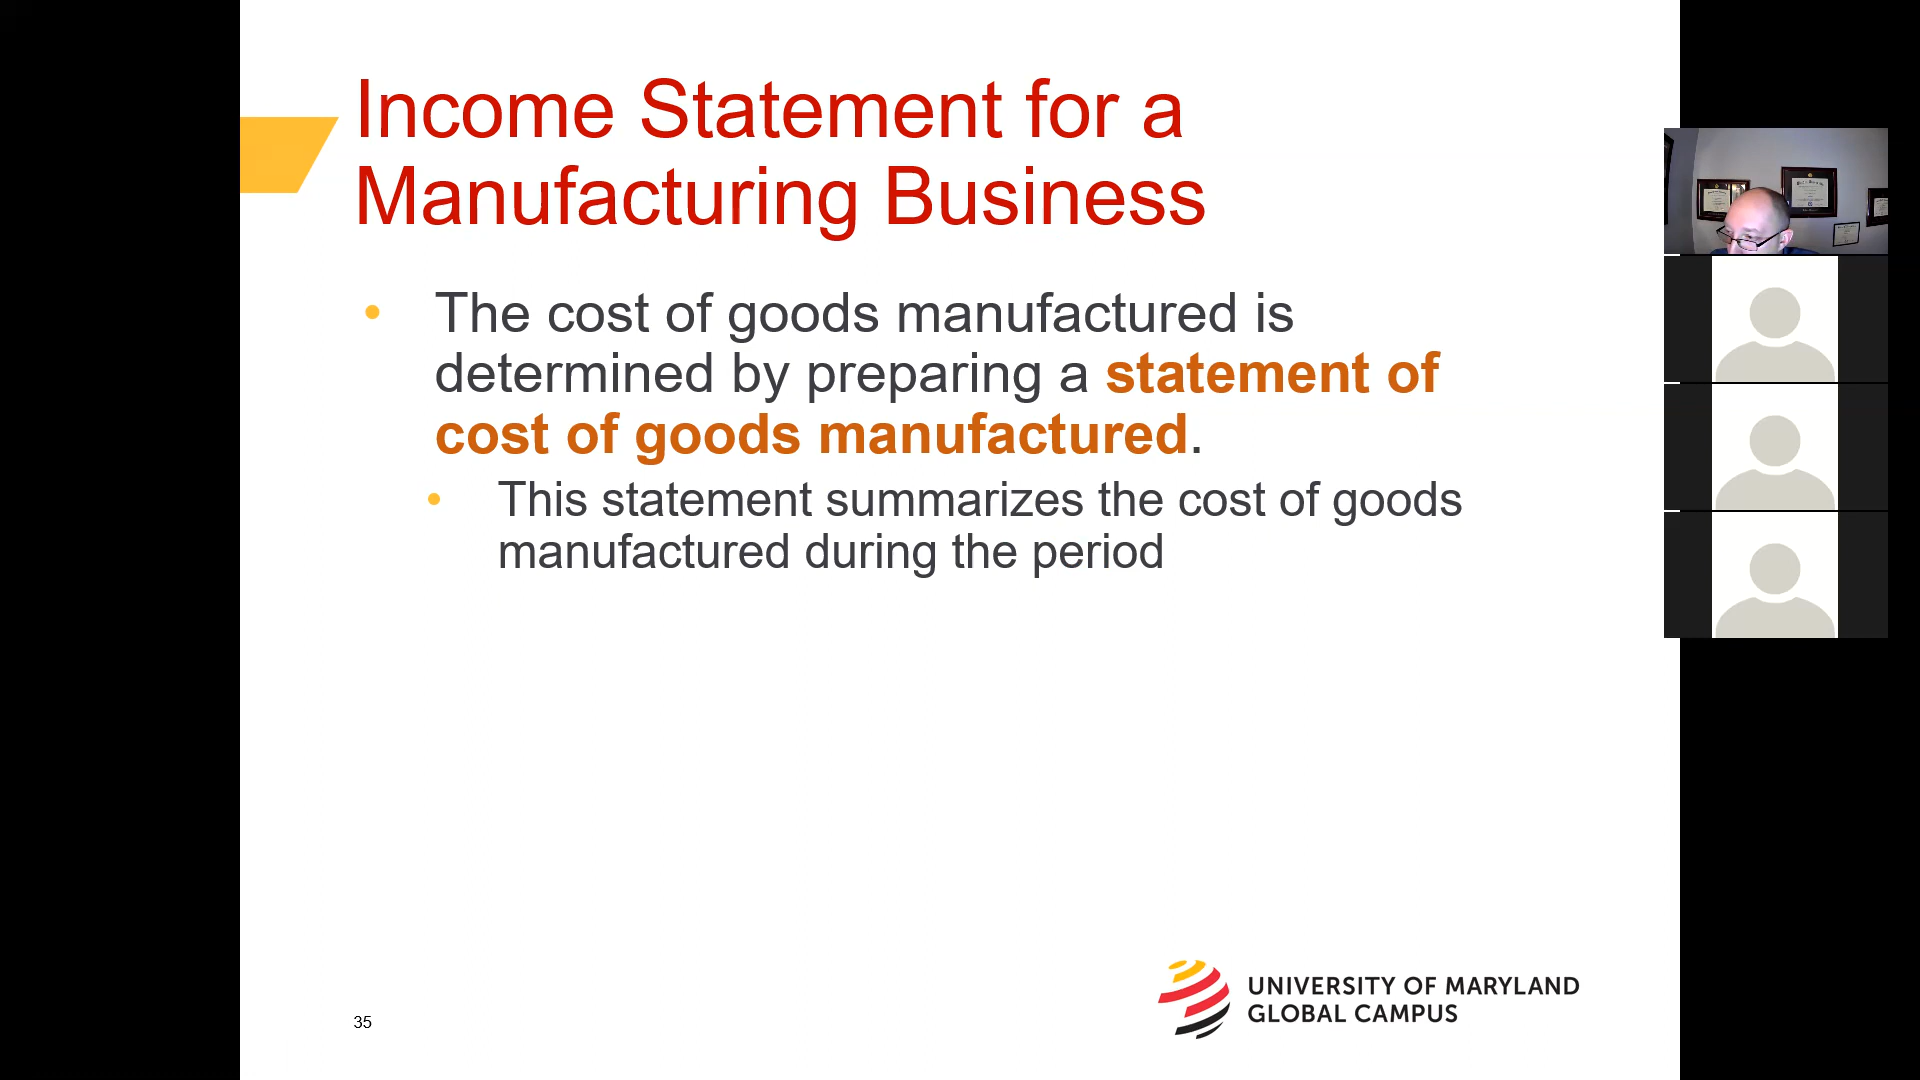 Income Statement for a
Manufacturing Business
• The cost of goods manufactured is
determined by preparing a statement of
cost of goods manufactured.
• This statement summarizes the cost of goods
manufactured during the period
35
UNIVERSITY OF MARYLAND
GLOBAL CAMPUS